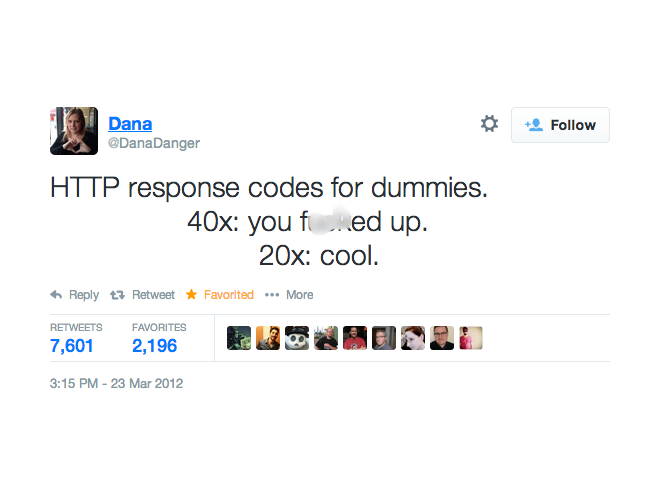 Dana
@DanaDanger
Follow
HTTP response codes for dummies.
40x: you up.
20x: cool.
Reply Retweet Favorited More
RETWEETS FAVORITES
7,601 2,196
3:15 PM - 23 Mar 2012